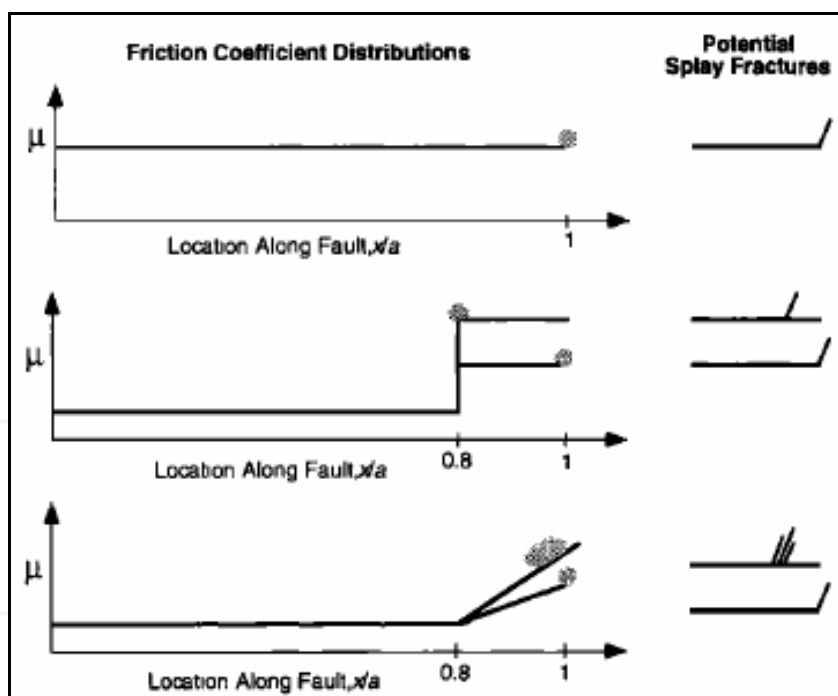 Friction Coefficient Distributions
Potential
Splay Fractures
μ
Location Along Fault,x/a
1
μ
0.8
1
Location Along Fault,x/a
μ
0.8
1
Location Along Fault,x/a